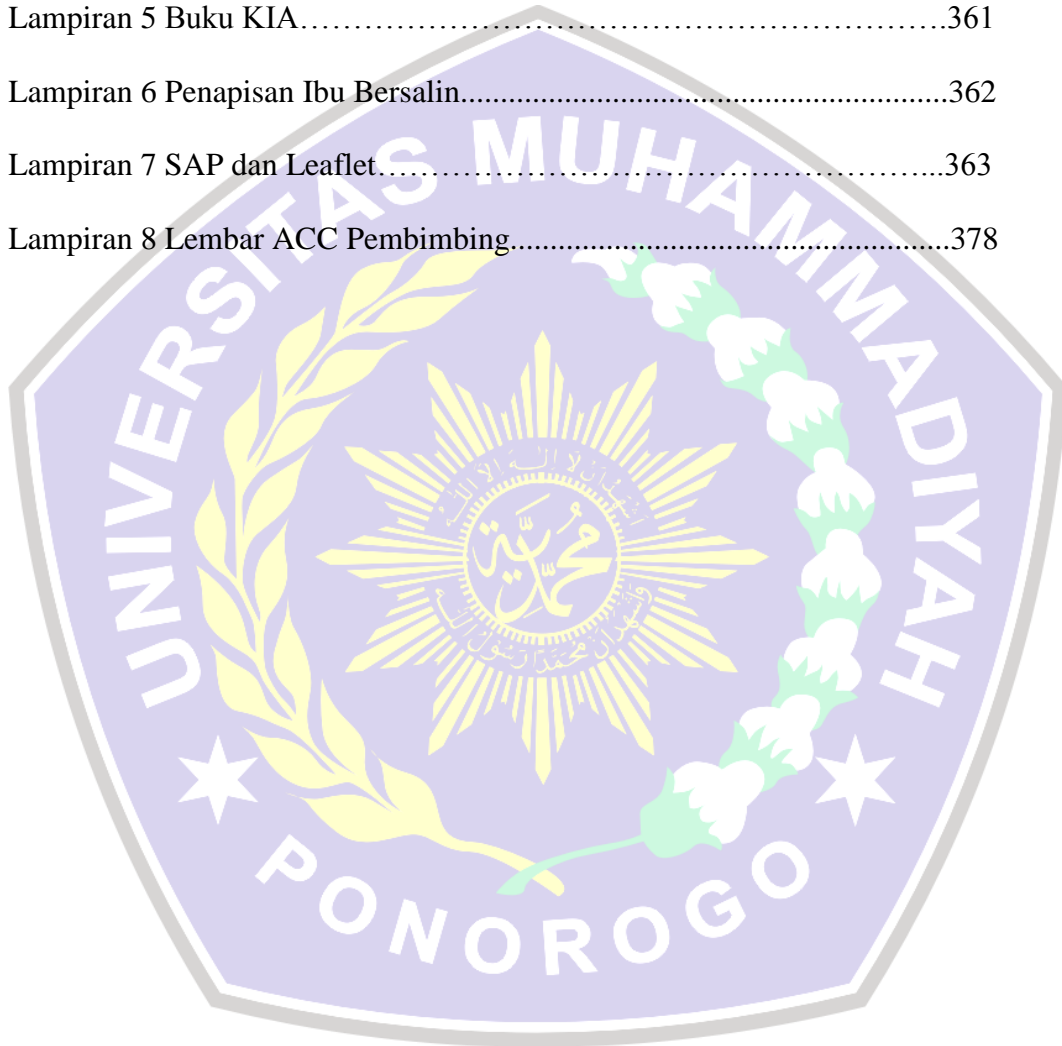 Lampiran 5 Buku KIA……………………………………………………….361
Lampiran 6 Penapisan Ibu Bersalin..............................................................362
Lampiran 7 SAP dan Leaflet……………………………………………...363
Lampiran 8 Lembar ACC Pembimbing........................................................378
UNIVERSITAS MUHAMMADIYAH
محمدية
PONOROGO